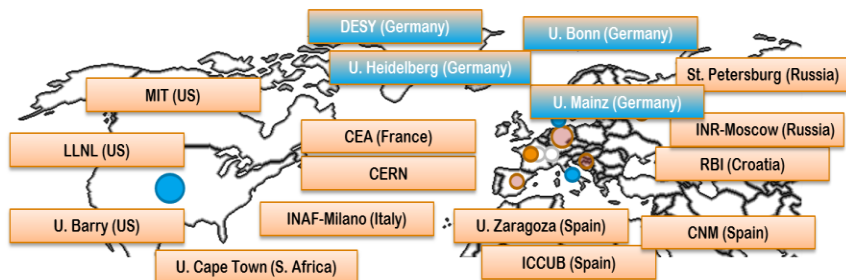 DESY (Germany)
U. Bonn (Germany)
U. Heidelberg (Germany)
St. Petersburg (Russia)
MIT (US)
U. Mainz (Germany)
CEA (France)
INR-Moscow (Russia)
LLNL (US)
RBI (Croatia)
CERN
U. Barry (US)
INAF-Milano (Italy)
U. Zaragoza (Spain)
CNM (Spain)
U. Cape Town (S. Africa)
ICCUB (Spain)